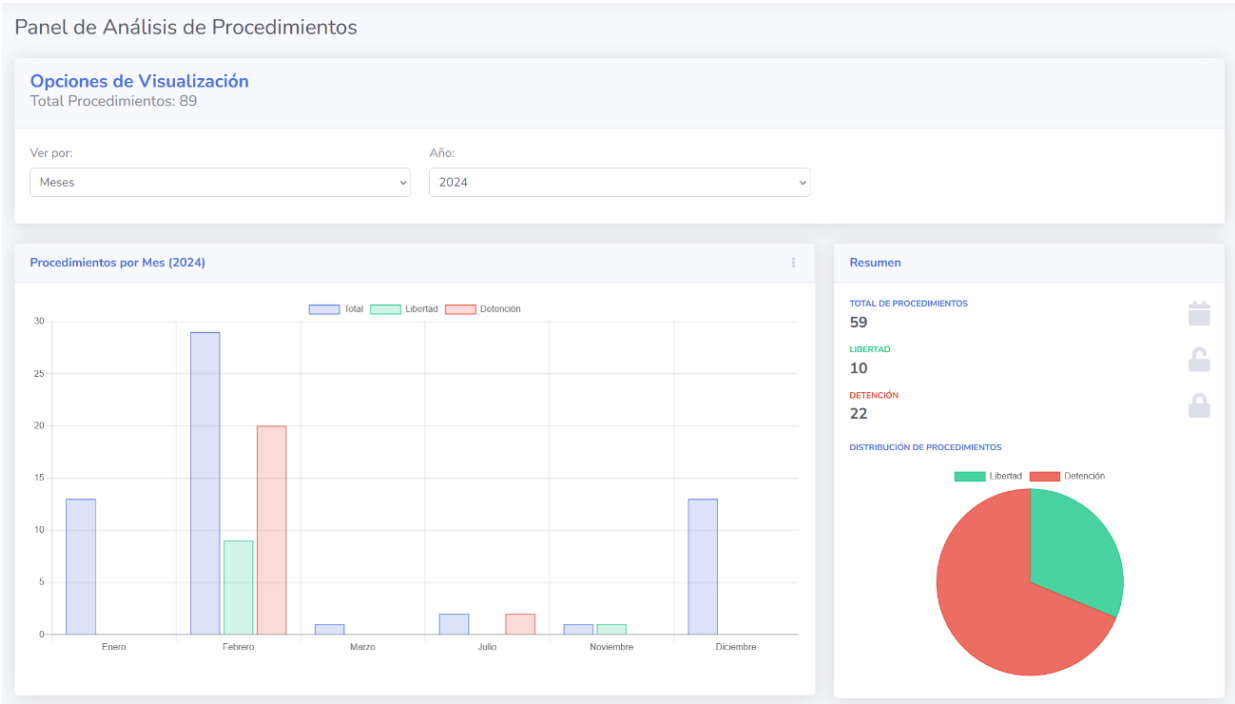 Panel de Análisis de Procedimientos
Opciones de Visualización
Total Procedimientos: 89
Ver por:
Año:
Meses
2024
Procedimientos por Mes (2024)
Total Libertad Detención
30
25
20
15
10
5
0
Enero Febrero Marzo Julio Noviembre Diciembre
Resumen
TOTAL DE PROCEDIMIENTOS
59
LIBERTAD
10
DETENCIÓN
22
DISTRIBUCIÓN DE PROCEDIMIENTOS
Libertad Detención